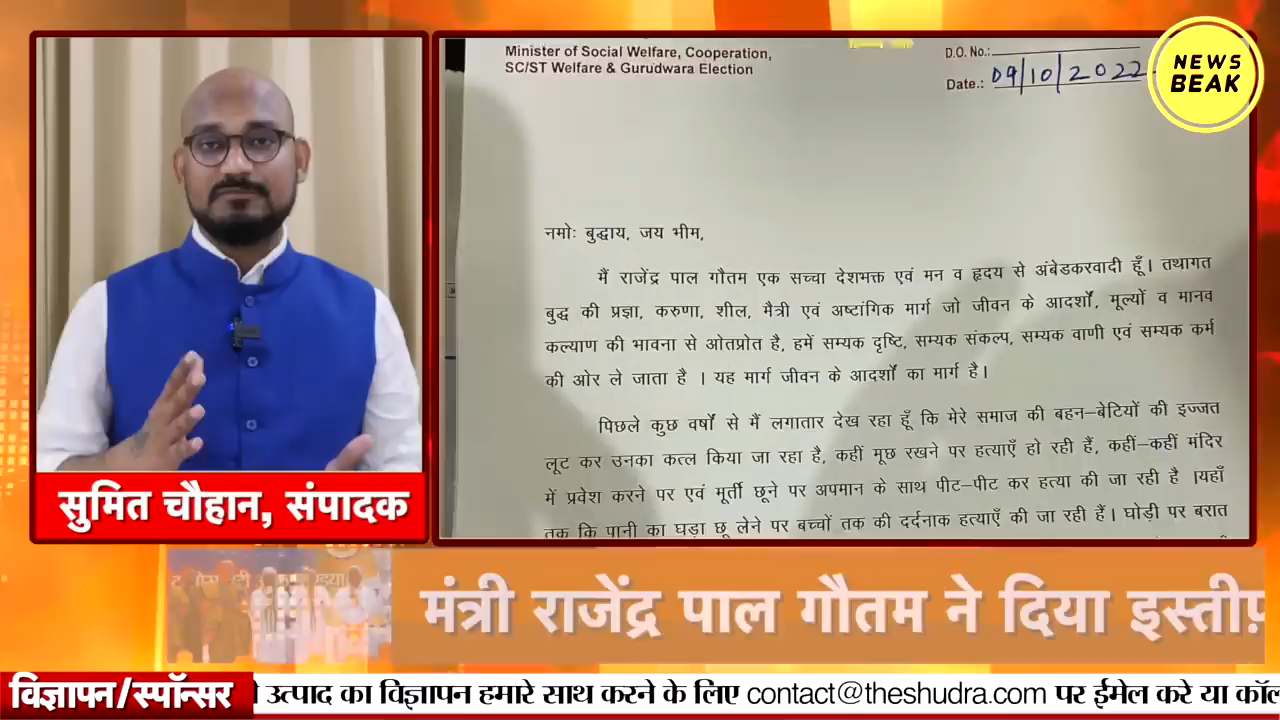 Minister of Social Welfare, Cooperation,
SC/ST Welfare & Gurudwara Election
D.O. No.:
Date.: 09/10/2022
NEWS
BEAK
नमोः बुद्धाय, जय भीम,
मैं राजेंद्र पाल गौतम एक सच्चा देशभक्त एवं मन व हृदय से अंबेडकरवादी हूँ। तथागत
बुद्ध की प्रज्ञा, करुणा, शील, मैत्री एवं अष्टांगिक मार्ग जो जीवन के आदर्शों, मूल्यों व मानव
कल्याण की भावना से ओतप्रोत है, हमें सम्यक दृष्टि, सम्यक संकल्प, सम्यक वाणी एवं सम्यक कर्म
की ओर ले जाता है । यह मार्ग जीवन के आदर्शों का मार्ग है।
पिछले कुछ वर्षों से मैं लगातार देख रहा हूँ कि मेरे समाज की बहन–बेटियों की इज्जत
लूट कर उनका कत्ल किया जा रहा है, कहीं मूछ रखने पर हत्याएँ हो रही हैं, कहीं–कहीं मंदिर
में प्रवेश करने पर एवं मूर्ती छूने पर अपमान के साथ पीट–पीट कर हत्या की जा रही है ।यहाँ
तक कि पानी का घड़ा छू लेने पर बच्चों तक की दर्दनाक हत्याएँ की जा रही हैं। घोड़ी पर बरात
सुमित चौहान, संपादक
मंत्री राजेंद्र पाल गौतम ने दिया इस्तीफ़
विज्ञापन/स्पॉन्सर
उत्पाद का विज्ञापन हमारे साथ करने के लिए contact@theshudra.com पर ईमेल करे या कॉल